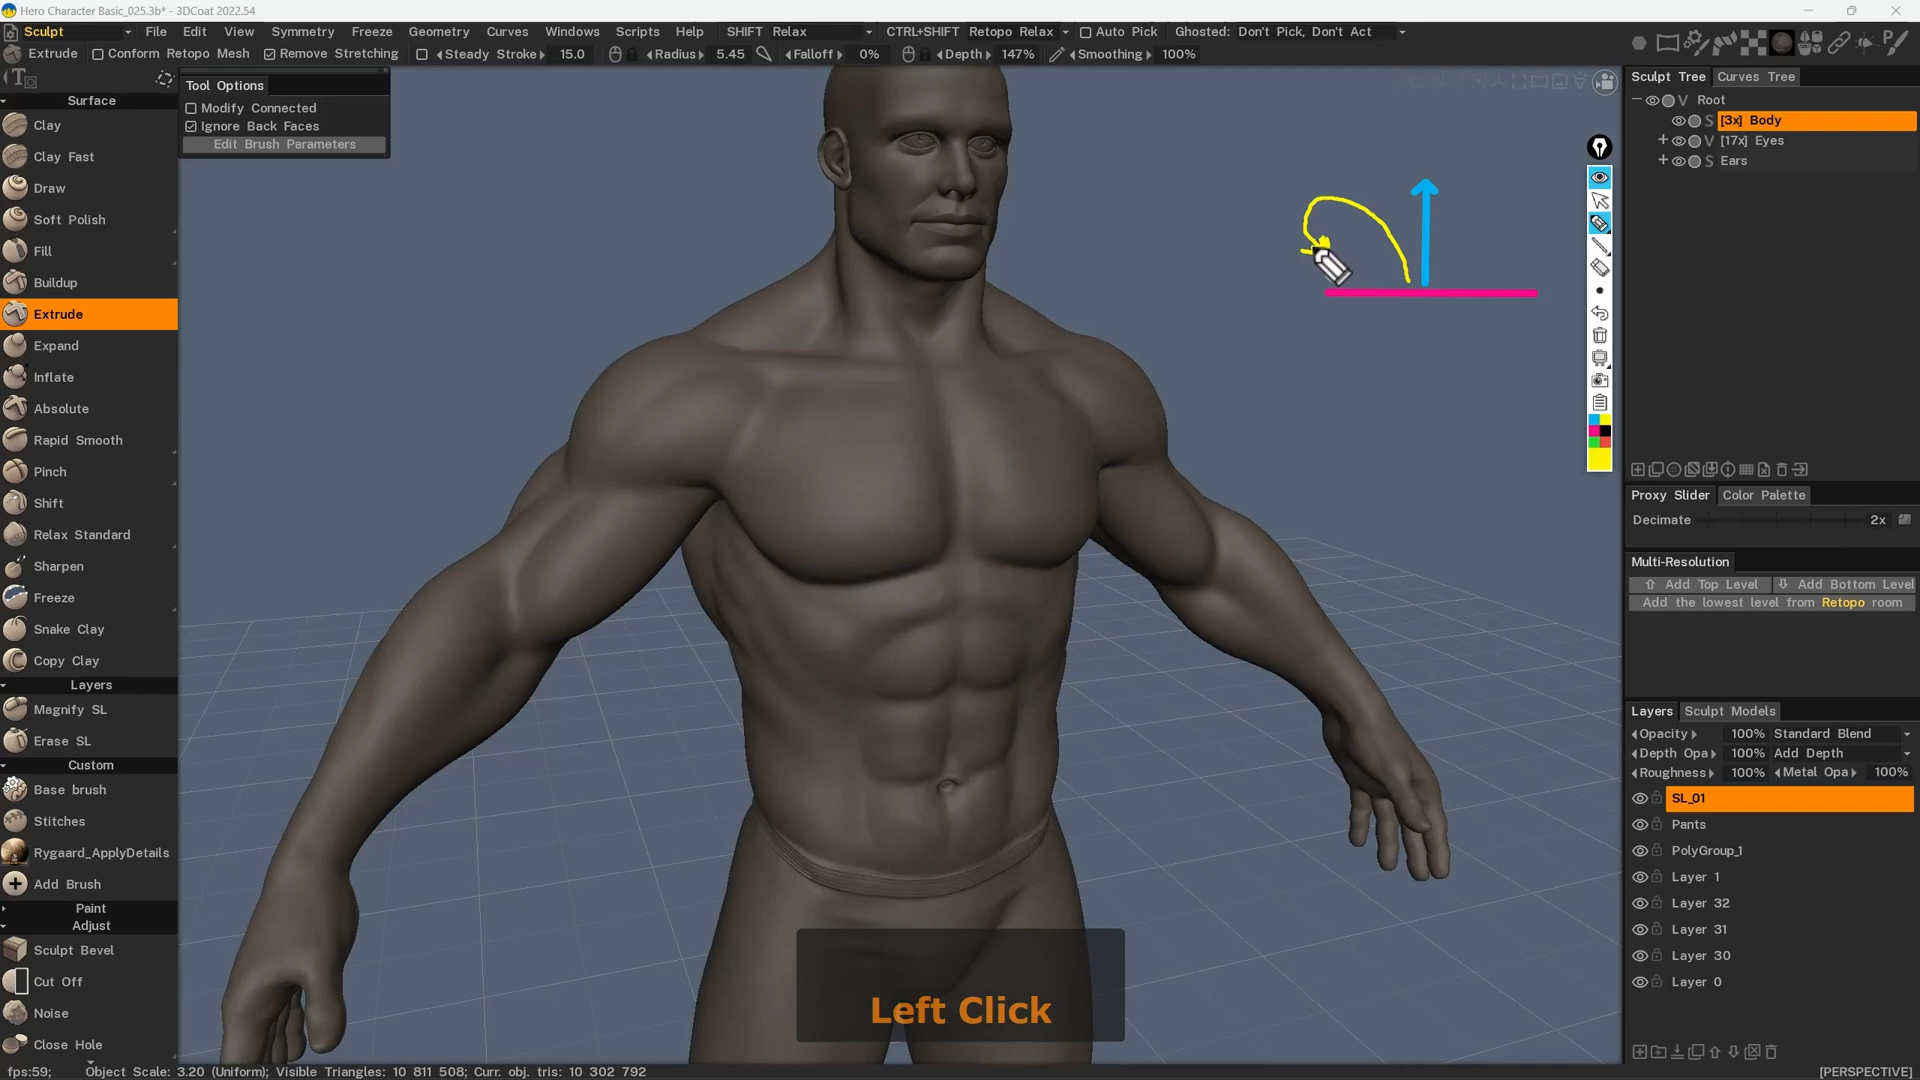 Hero Character Basic_025.3b* - 3DCoat 2022.54
Sculpt File Edit View Symmetry Freeze Geometry Curves Windows Scripts Help SHIFT Relax CTRL+SHIFT Retopo Relax Auto Pick Ghosted: Don't Pick, Don't Act
Extrude Conform Retopo Mesh Remove Stretching Steady Stroke 15.0 Radius 5.45 Falloff 0% Depth 147% Smoothing 100%
Tool Options
Modify Connected
Ignore Back Faces
Edit Brush Parameters
Surface
Clay
Clay Fast
Draw
Soft Polish
Fill
Buildup
Extrude
Expand
Inflate
Absolute
Rapid Smooth
Pinch
Shift
Relax Standard
Sharpen
Freeze
Snake Clay
Copy Clay
Layers
Magnify SL
Erase SL
Custom
Base brush
Stitches
Rygaard_ApplyDetails
Add Brush
Paint
Adjust
Sculpt Bevel
Cut Off
Noise
Close Hole
Left Click
Sculpt Tree Curves Tree
V Root
S [3x] Body
V [17x] Eyes
S Ears
Proxy Slider Color Palette
Decimate 2x
Multi-Resolution
Add Top Level Add Bottom Level
Add the lowest level from Retopo room
Layers Sculpt Models
Opacity 100% Standard Blend
Depth Opa 100% Add Depth
Roughness 100% Metal Opa 100%
SL_01
Pants
PolyGroup_1
Layer 1
Layer 32
Layer 31
Layer 30
Layer 0
fps:59; Object Scale: 3.20 (Uniform); Visible Triangles: 10 811 508; Curr. obj. tris: 10 302 792 [PERSPECTIVE]